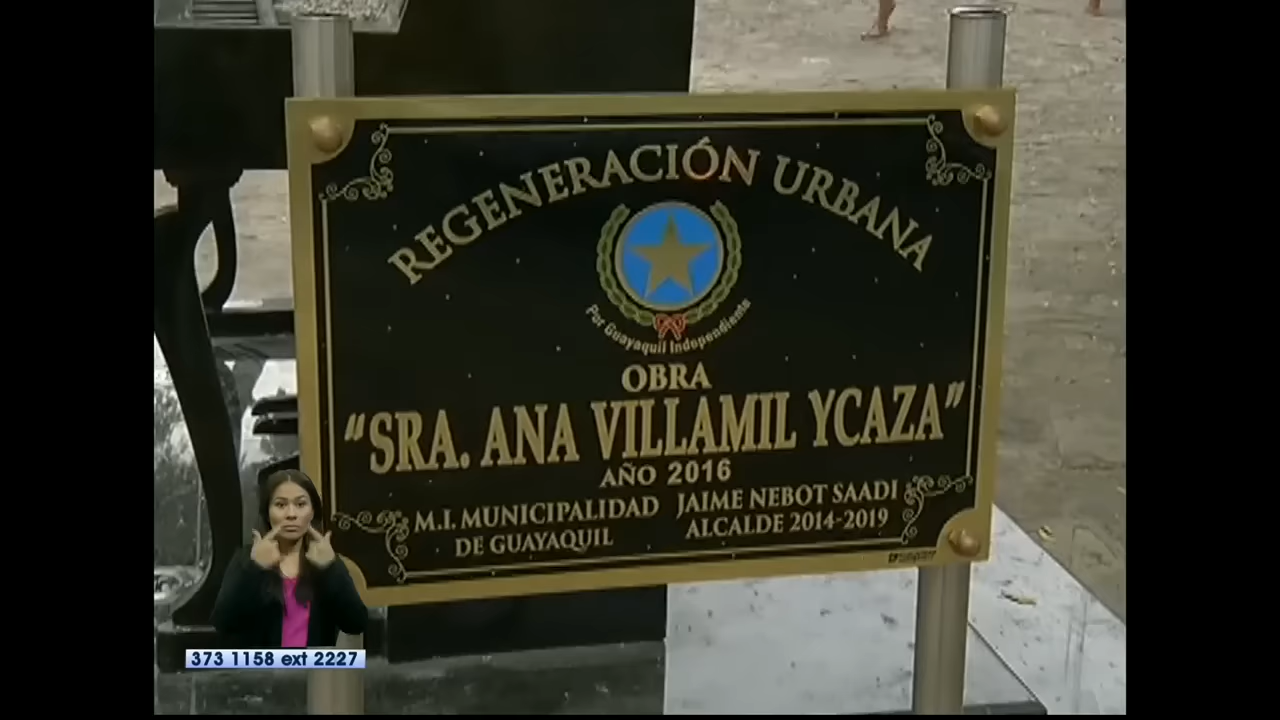 REGENERACIÓN URBANA
Por Guayaquil Independiente
OBRA
"SRA. ANA VILLAMIL YCAZA"
AÑO 2016
M.I. MUNICIPALIDAD
DE GUAYAQUIL
JAIME NEBOT SAADI
ALCALDE 2014-2019
373 1158 ext 2227